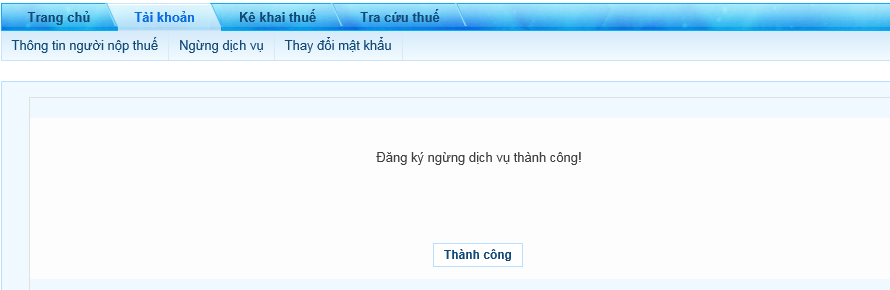 Trang chủ Tài khoản Kê khai thuế Tra cứu thuế
Thông tin người nộp thuế Ngừng dịch vụ Thay đổi mật khẩu
Đăng ký ngừng dịch vụ thành công!
Thành công